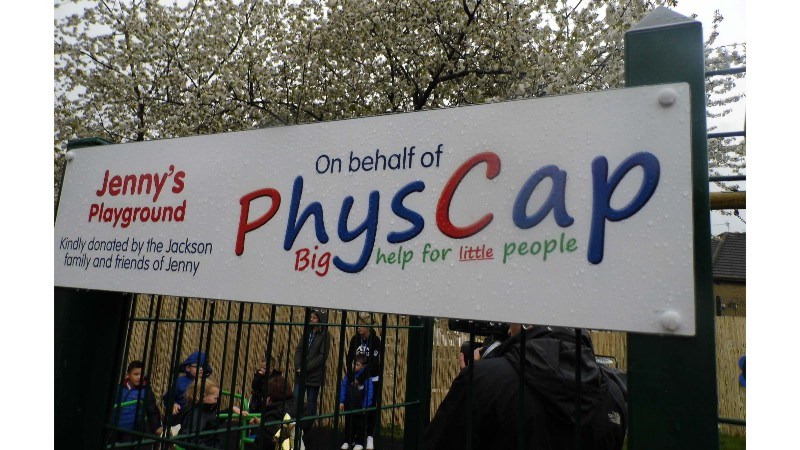 Jenny's
Playground
Kindly donated by the Jackson
family and friends of Jenny
On behalf of
PhysCap
Big help for little people